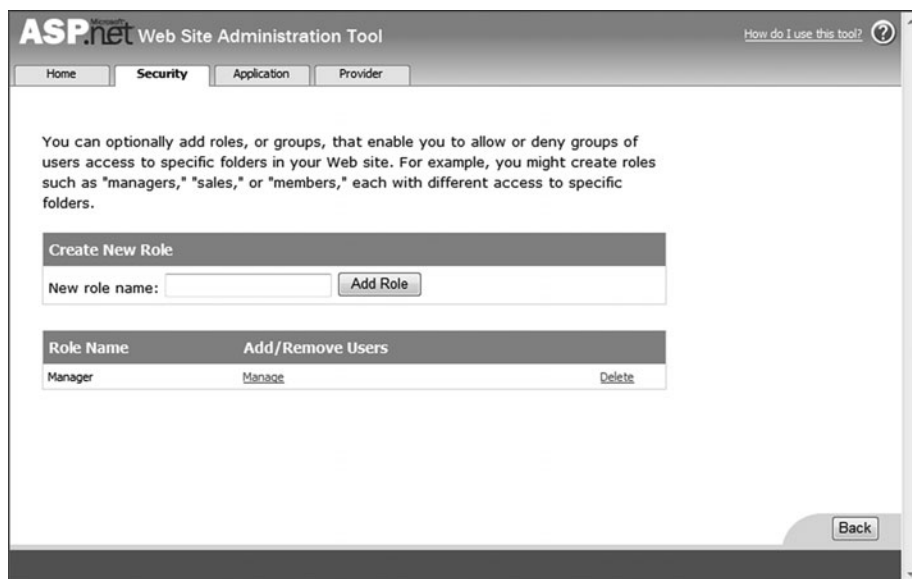 Microsoft
ASP.net Web Site Administration Tool
How do I use this tool? ?
Home Security Application Provider
You can optionally add roles, or groups, that enable you to allow or deny groups of
users access to specific folders in your Web site. For example, you might create roles
such as "managers," "sales," or "members," each with different access to specific
folders.
Create New Role
New role name: Add Role
Role Name Add/Remove Users
Manager Manage Delete
Back